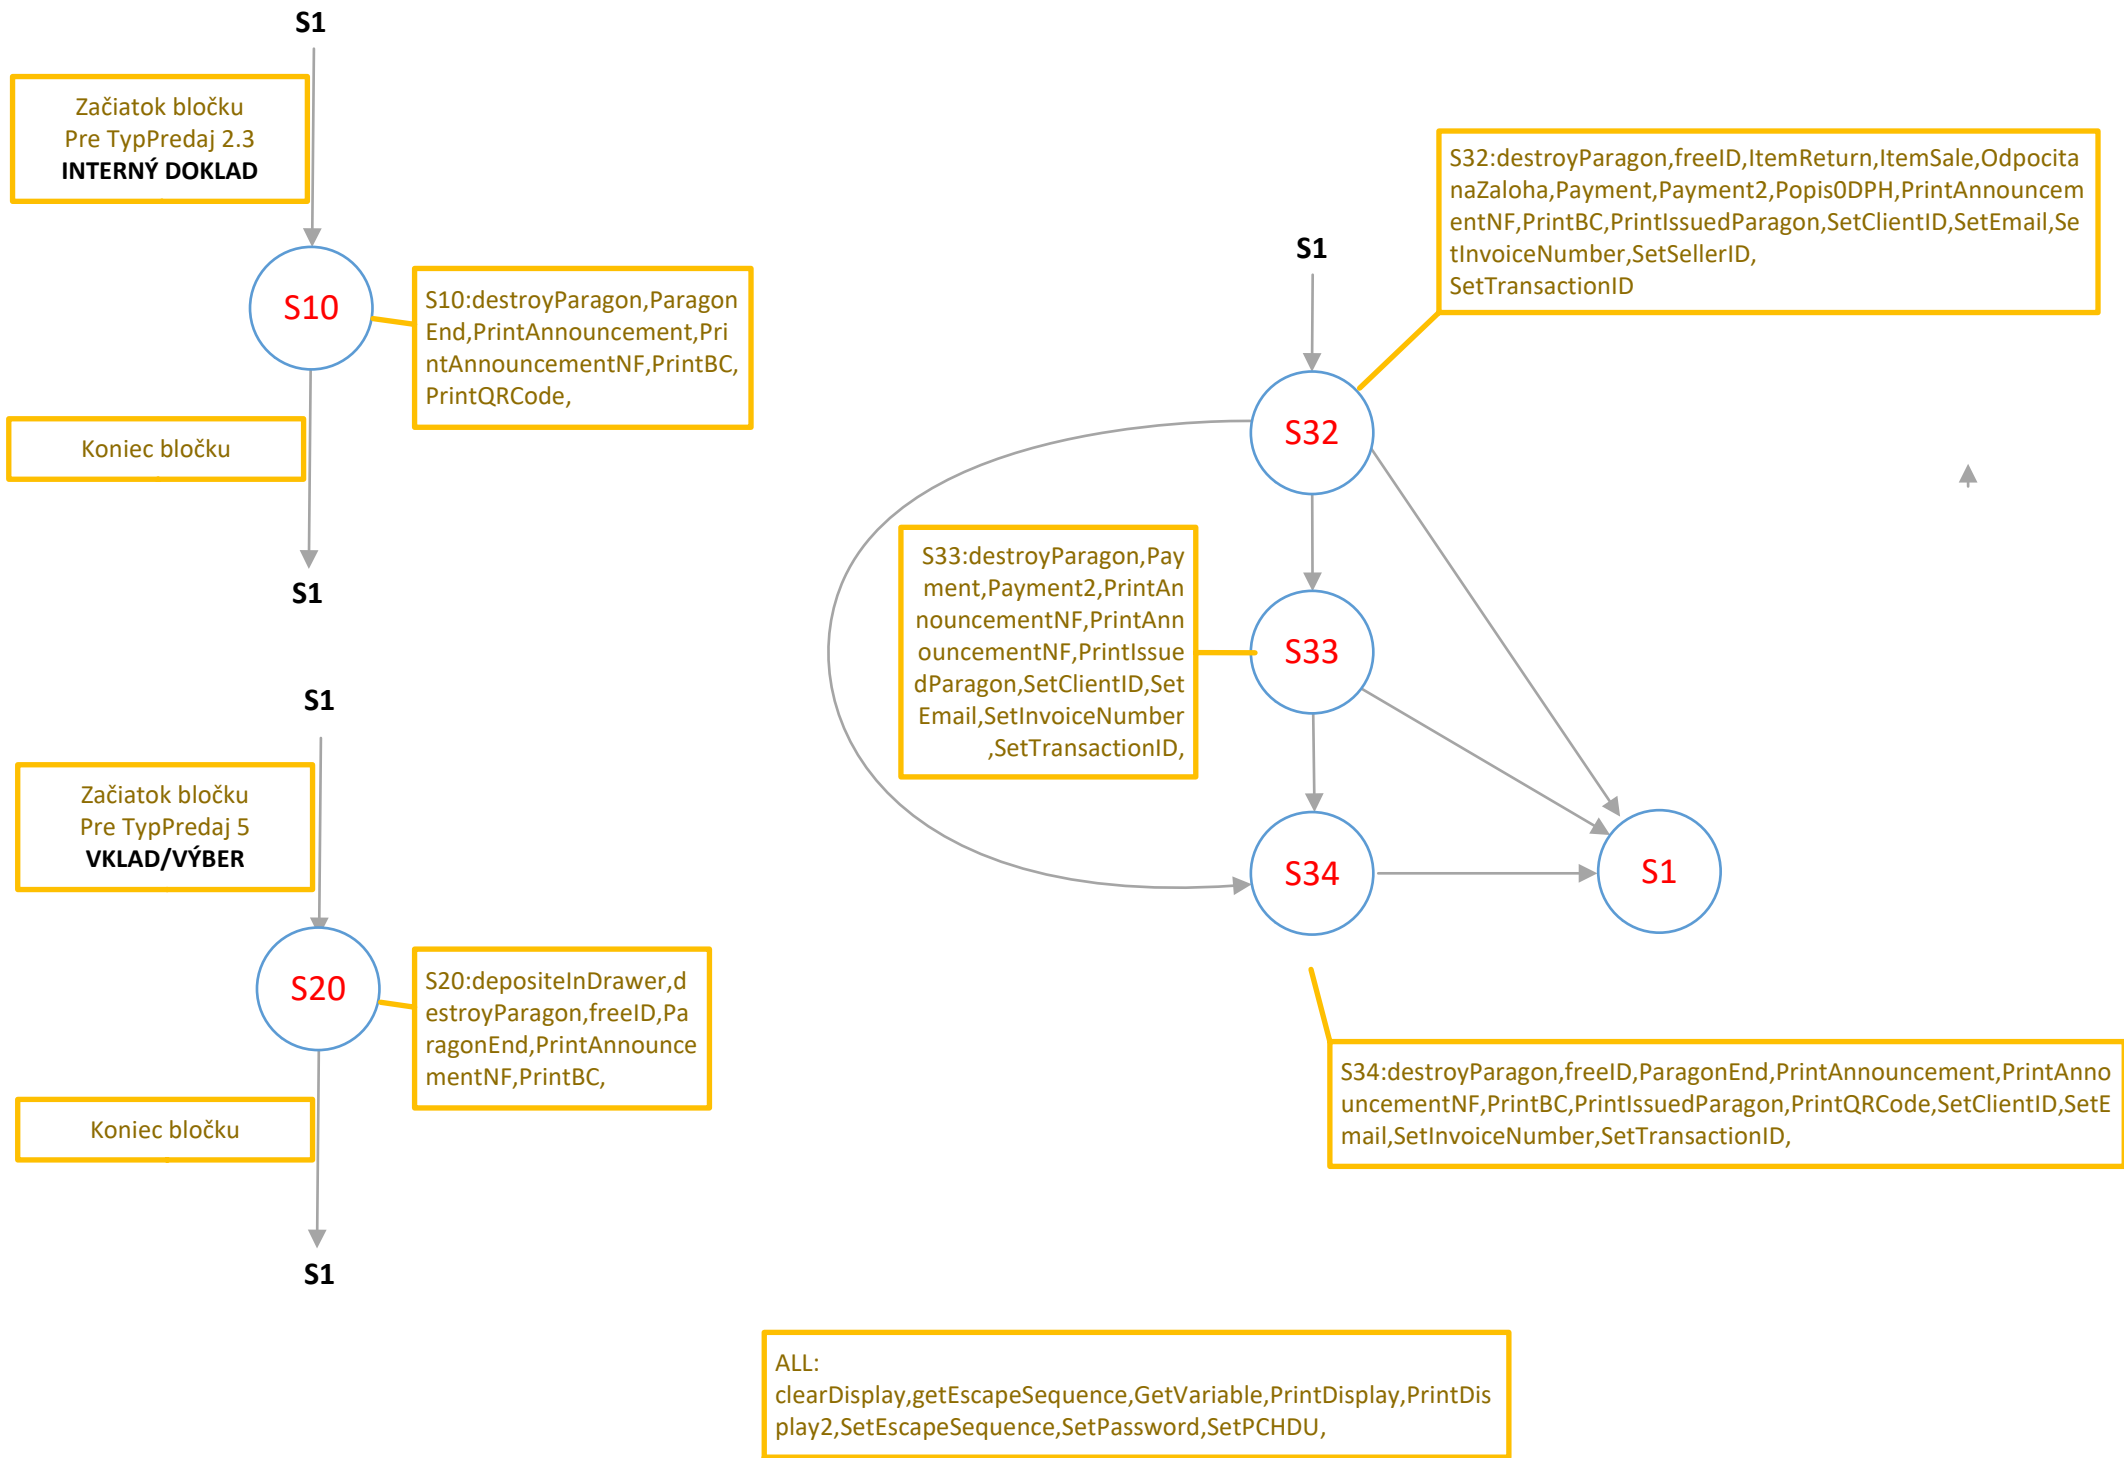 S1
Začiatok bločku
Pre TypPredaj 2.3
INTERNÝ DOKLAD
S10
S10:destroyParagon,Paragon
End,PrintAnnouncement,Pri
ntAnnouncementNF,PrintBC,
PrintQRCode,
Koniec bločku
S1
S1
Začiatok bločku
Pre TypPredaj 5
VKLAD/VÝBER
S20
S20:depositeInDrawer,d
estroyParagon,freeID,Pa
ragonEnd,PrintAnnounce
mentNF,PrintBC,
Koniec bločku
S1
S1
S32:destroyParagon,freeID,ItemReturn,ItemSale,Odpocita
naZaloha,Payment,Payment2,Popis0DPH,PrintAnnouncem
entNF,PrintBC,PrintIssuedParagon,SetClientID,SetEmail,Se
tInvoiceNumber,SetSellerID,
SetTransactionID
S32
S33:destroyParagon,Pay
ment,Payment2,PrintAn
nouncementNF,PrintAnn
ouncementNF,PrintIssue
dParagon,SetClientID,Set
Email,SetInvoiceNumber
,SetTransactionID,
S33
S34
S1
S34:destroyParagon,freeID,ParagonEnd,PrintAnnouncement,PrintAnno
uncementNF,PrintBC,PrintIssuedParagon,PrintQRCode,SetClientID,SetE
mail,SetInvoiceNumber,SetTransactionID,
ALL:
clearDisplay,getEscapeSequence,GetVariable,PrintDisplay,PrintDis
play2,SetEscapeSequence,SetPassword,SetPCHDU,